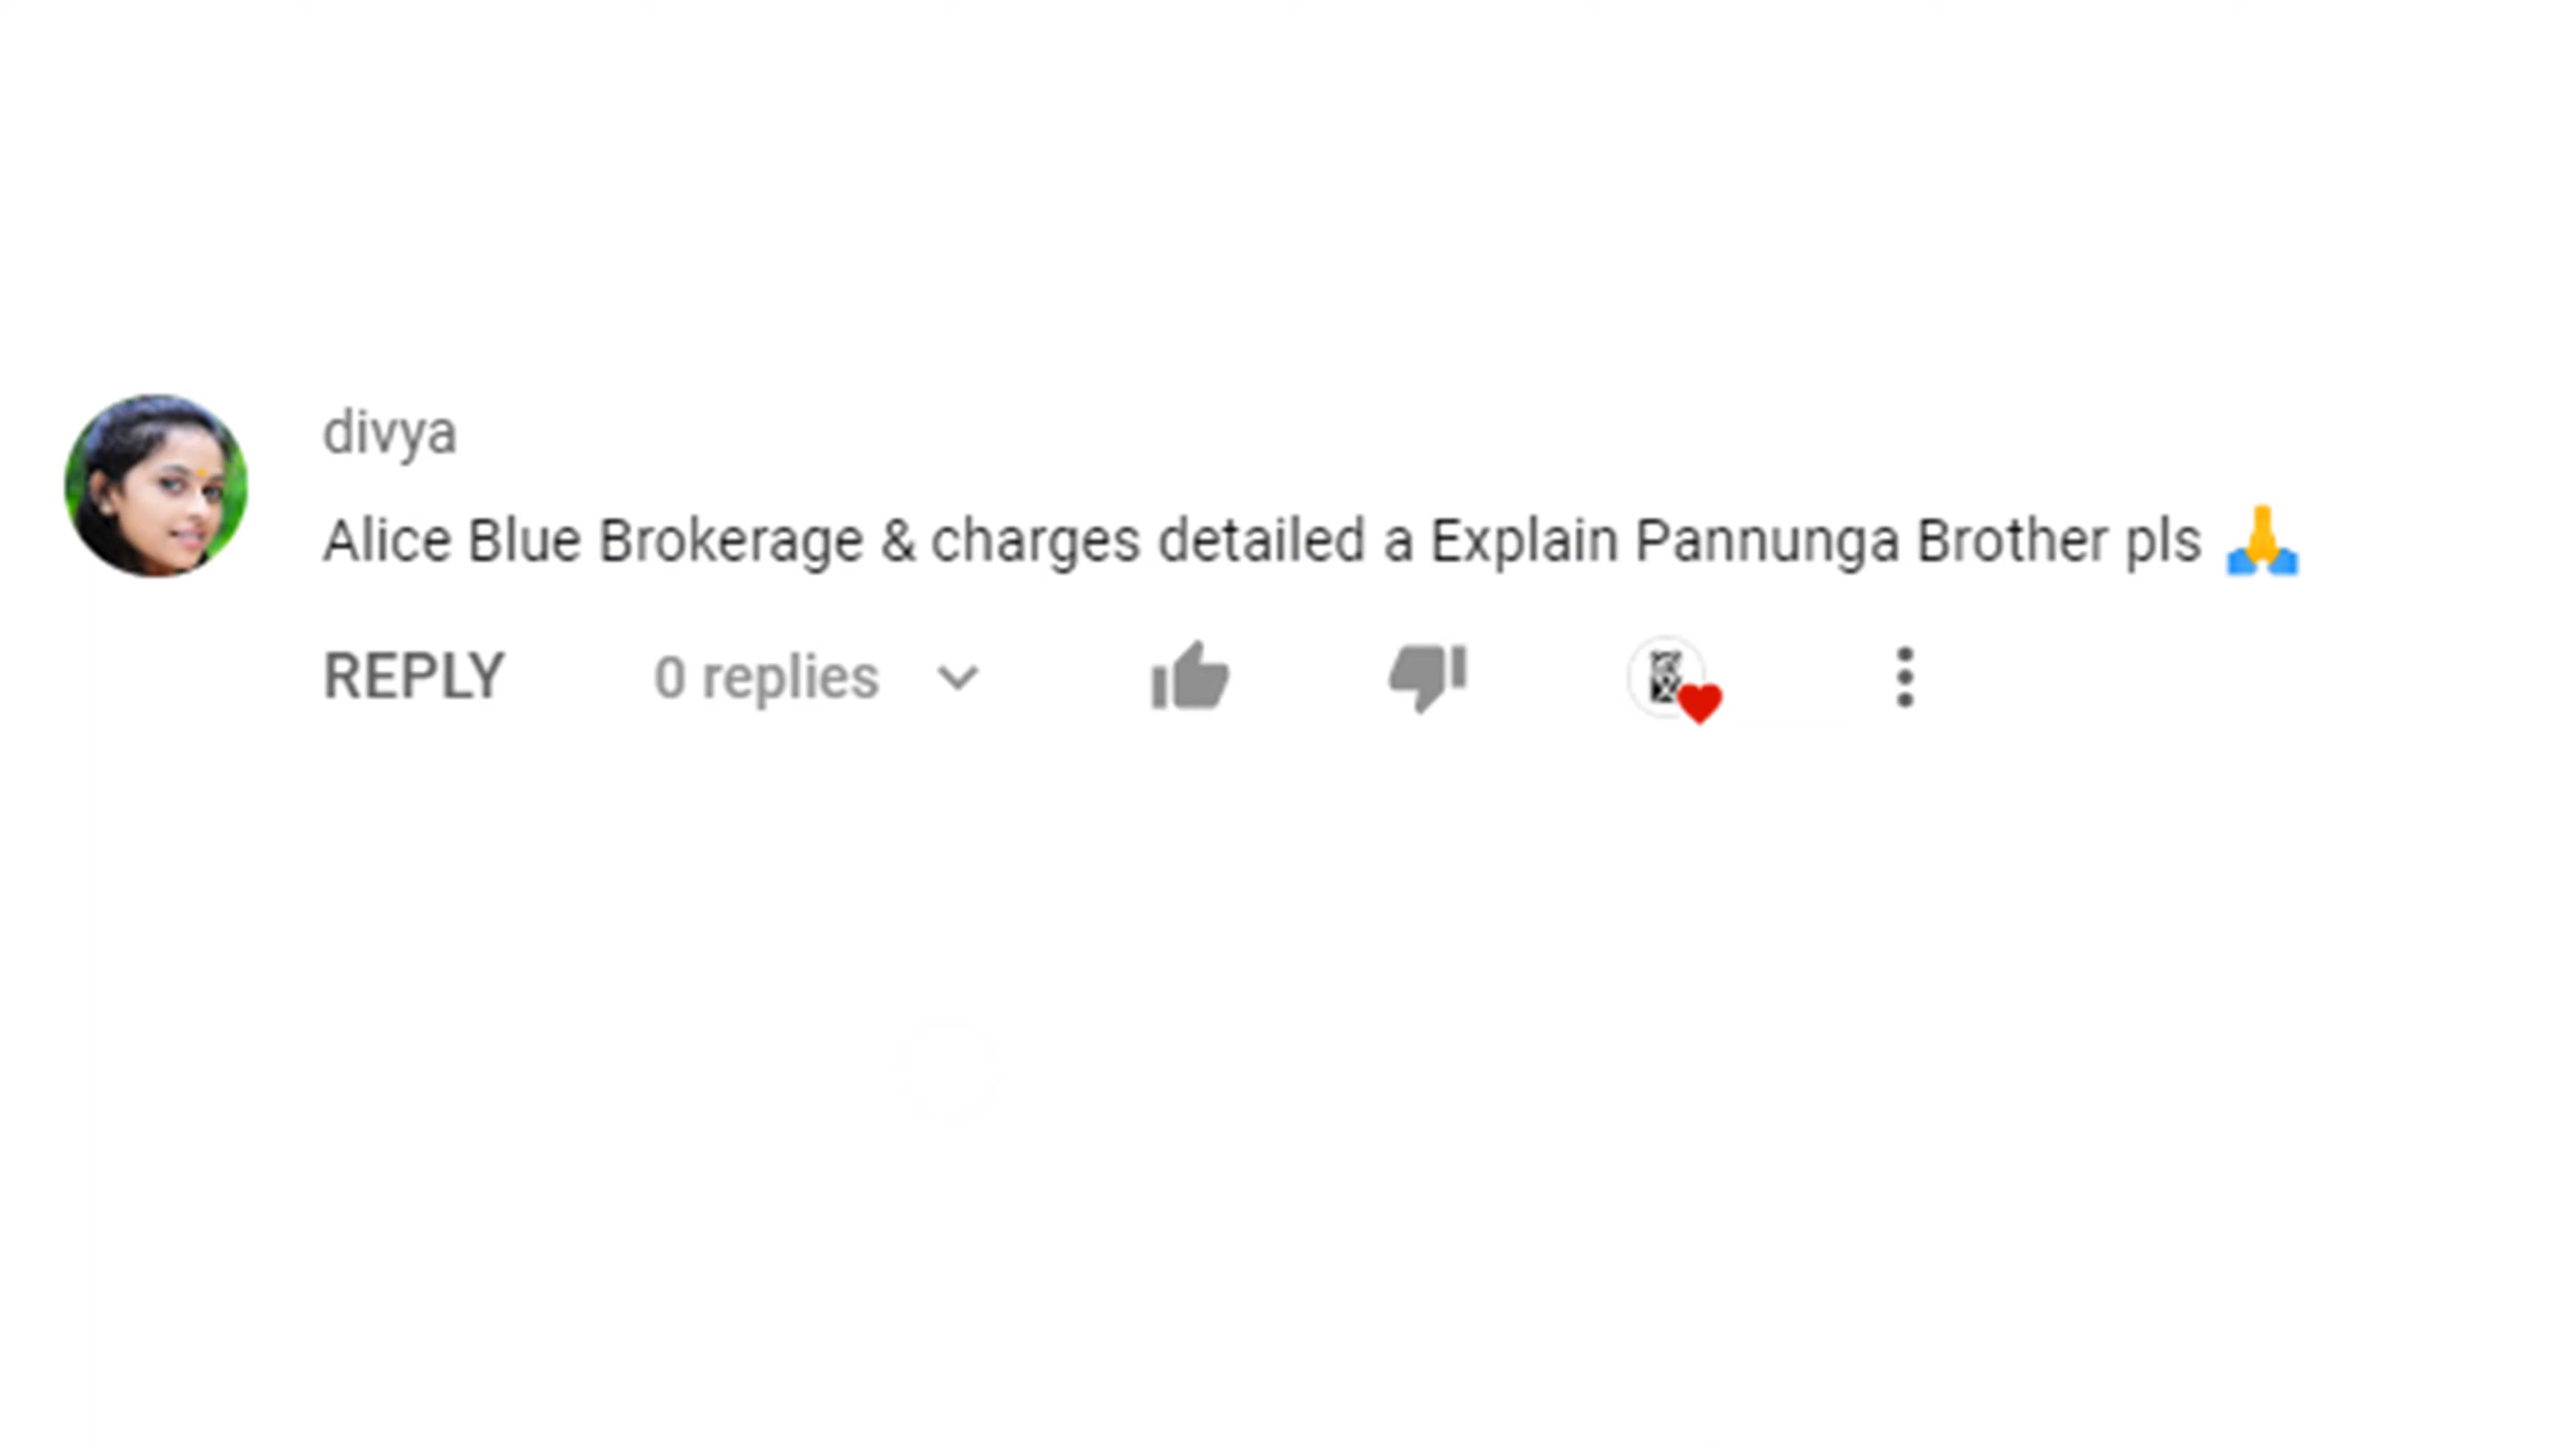 divya
Alice Blue Brokerage & charges detailed a Explain Pannunga Brother pls 🙏
REPLY 0 replies